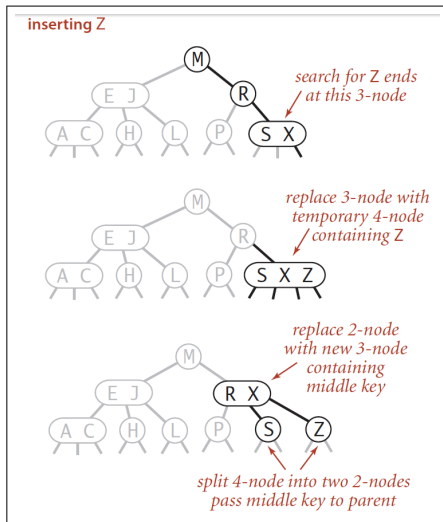 inserting Z
M
search for Z ends
at this 3-node
E J
R
A C H L P S X
M
replace 3-node with
temporary 4-node
containing Z
E J
R
A C H L P S X Z
replace 2-node
with new 3-node
containing
middle key
M
E J
R X
A C H L P S Z
split 4-node into two 2-nodes
pass middle key to parent